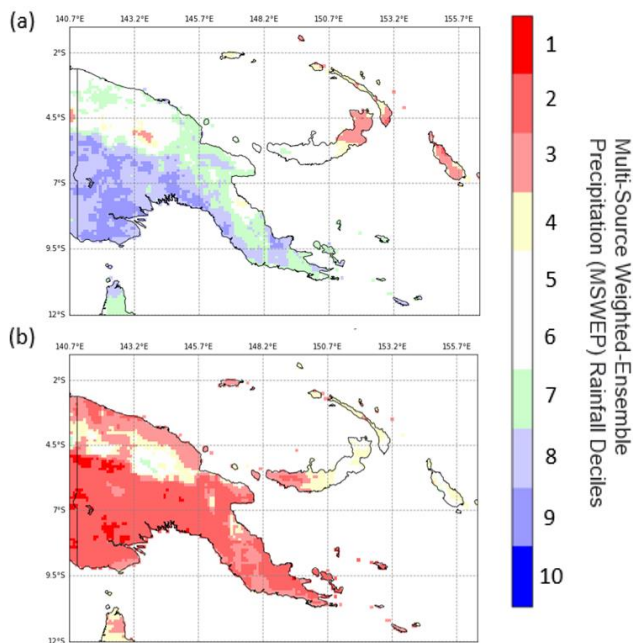 (a)
140.7°E 143.2°E 145.7°E 148.2°E 150.7°E 153.2°E 155.7°E
2°S
4.5°S
7°S
9.5°S
12°S
(b)
140.7°E 143.2°E 145.7°E 148.2°E 150.7°E 153.2°E 155.7°E
2°S
4.5°S
7°S
9.5°S
12°S
1
2
3
4
5
6
7
8
9
10
Multi-Source Weighted-Ensemble
Precipitation (MSWEP) Rainfall Deciles